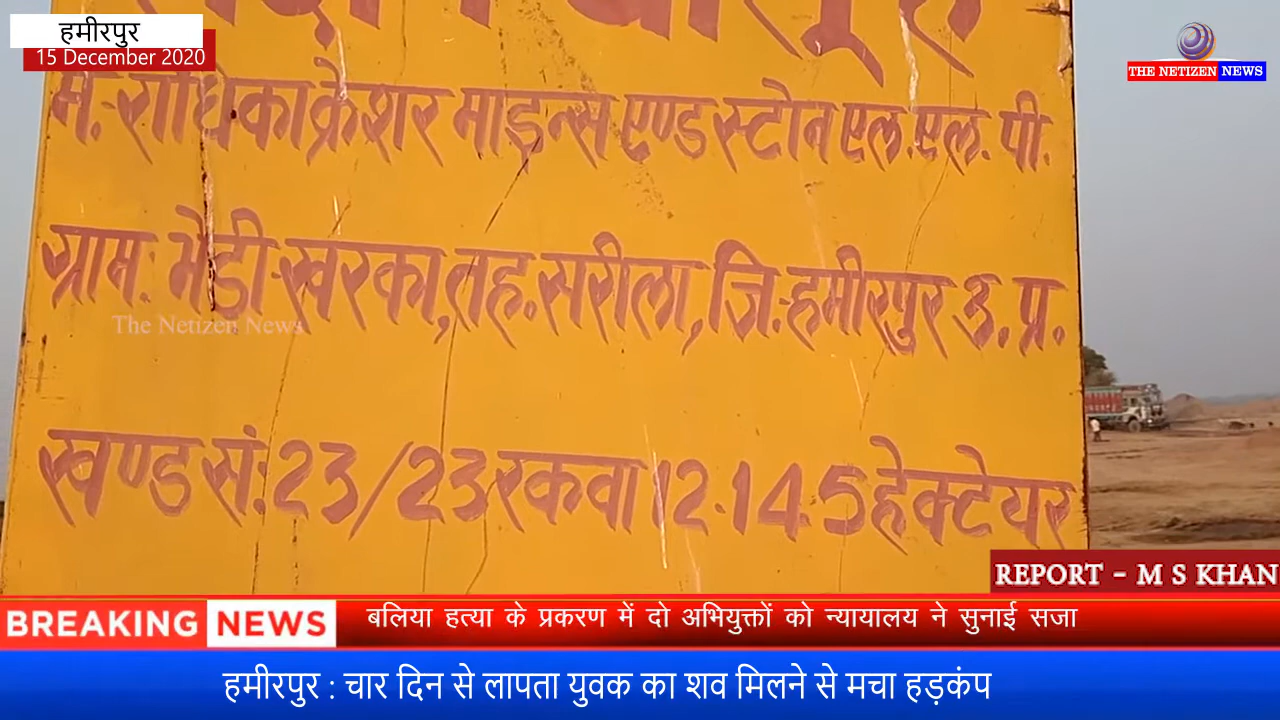 हमीरपुर
15 December 2020
THE NETIZEN NEWS
मे.-राधिका क्रेशर माइन्स एण्ड स्टोन एल.एल. पी.
ग्राम: भेडी-खरका, तह.सरीला, जि:-हमीरपुर उ. प्र.
The Netizen News
खण्ड सं: 23/23 रकवा 12.145 हेक्टेयर
REPORT - M S KHAN
BREAKING NEWS
बलिया हत्या के प्रकरण में दो अभियुक्तों को न्यायालय ने सुनाई सजा
हमीरपुर : चार दिन से लापता युवक का शव मिलने से मचा हड़कंप